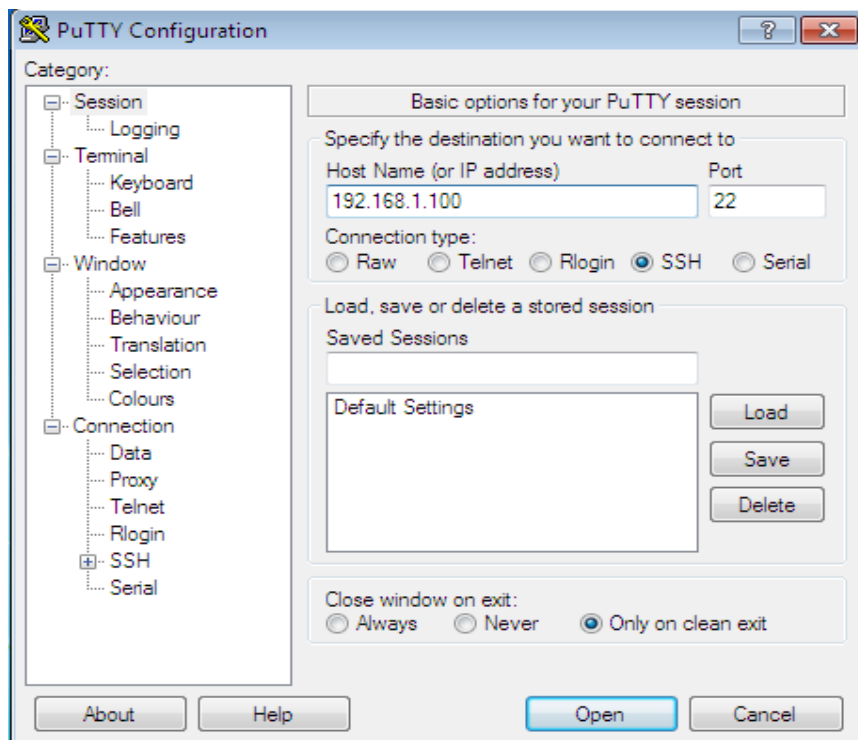 PuTTY Configuration
?
Category:
Session
Logging
Terminal
Keyboard
Bell
Features
Window
Appearance
Behaviour
Translation
Selection
Colours
Connection
Data
Proxy
Telnet
Rlogin
SSH
Serial
Basic options for your PuTTY session
Specify the destination you want to connect to
Host Name (or IP address) Port
192.168.1.100 22
Connection type:
Raw Telnet Rlogin SSH Serial
Load, save or delete a stored session
Saved Sessions
Default Settings
Load
Save
Delete
Close window on exit:
Always Never Only on clean exit
About Help Open Cancel